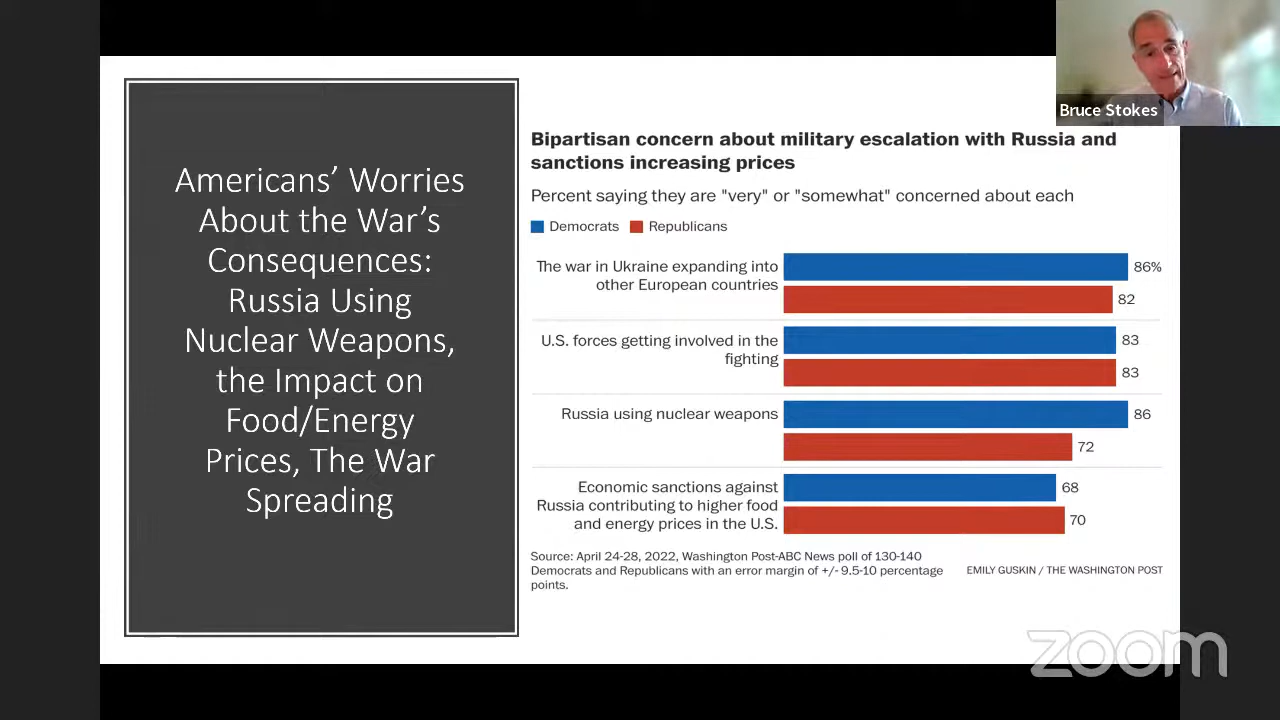 Americans’ Worries
About the War’s
Consequences:
Russia Using
Nuclear Weapons,
the Impact on
Food/Energy
Prices, The War
Spreading
Bruce Stokes
Bipartisan concern about military escalation with Russia and
sanctions increasing prices
Percent saying they are "very" or "somewhat" concerned about each
Democrats Republicans
The war in Ukraine expanding into
other European countries
86%
82
U.S. forces getting involved in the
fighting
83
83
Russia using nuclear weapons
86
72
Economic sanctions against
Russia contributing to higher food
and energy prices in the U.S.
68
70
Source: April 24-28, 2022, Washington Post-ABC News poll of 130-140
Democrats and Republicans with an error margin of +/- 9.5-10 percentage
points.
EMILY GUSKIN / THE WASHINGTON POST
zoom